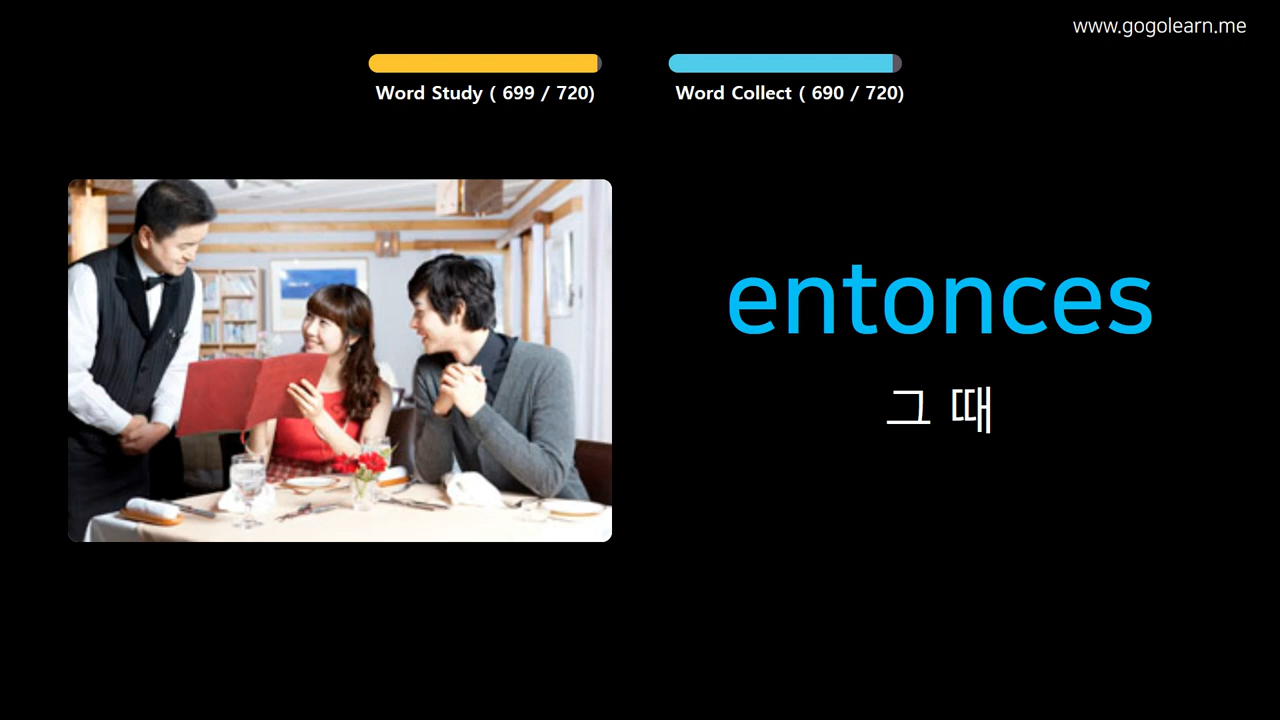 www.gogolearn.me
Word Study ( 699 / 720)
Word Collect ( 690 / 720)
entonces
그 때